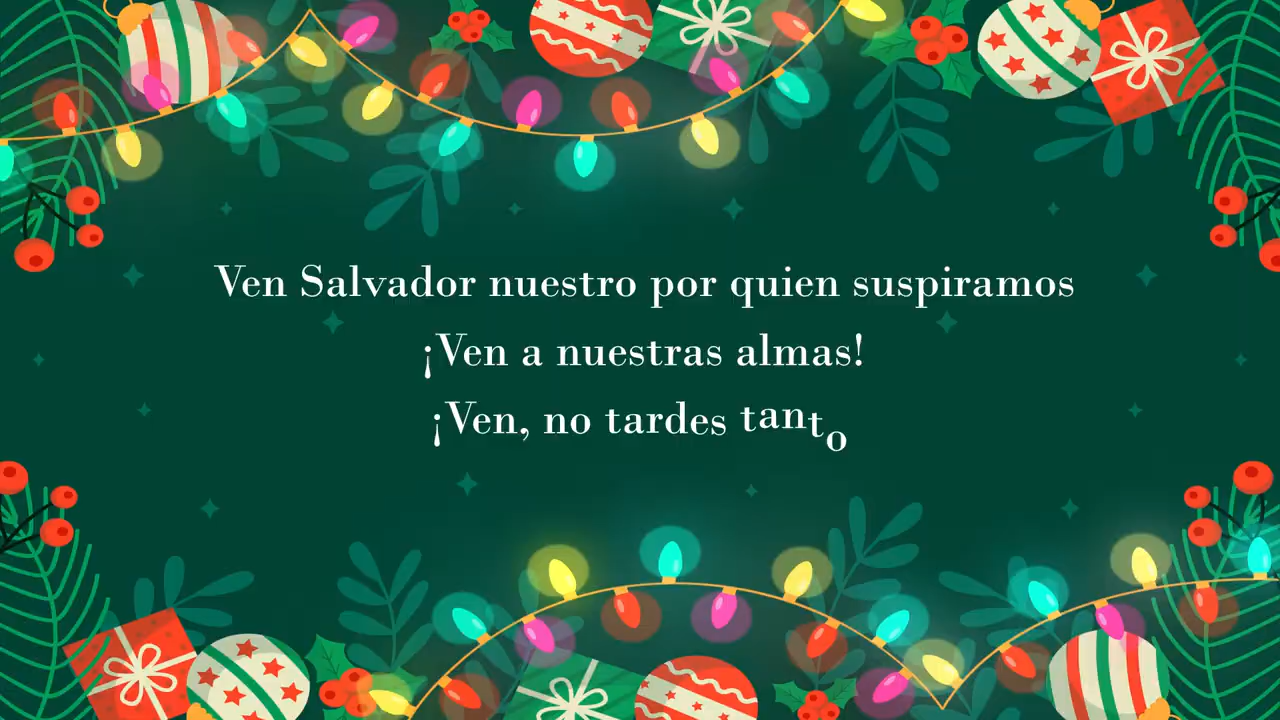 Ven Salvador nuestro por quien suspiramos
¡Ven a nuestras almas!
¡Ven, no tardes tanto